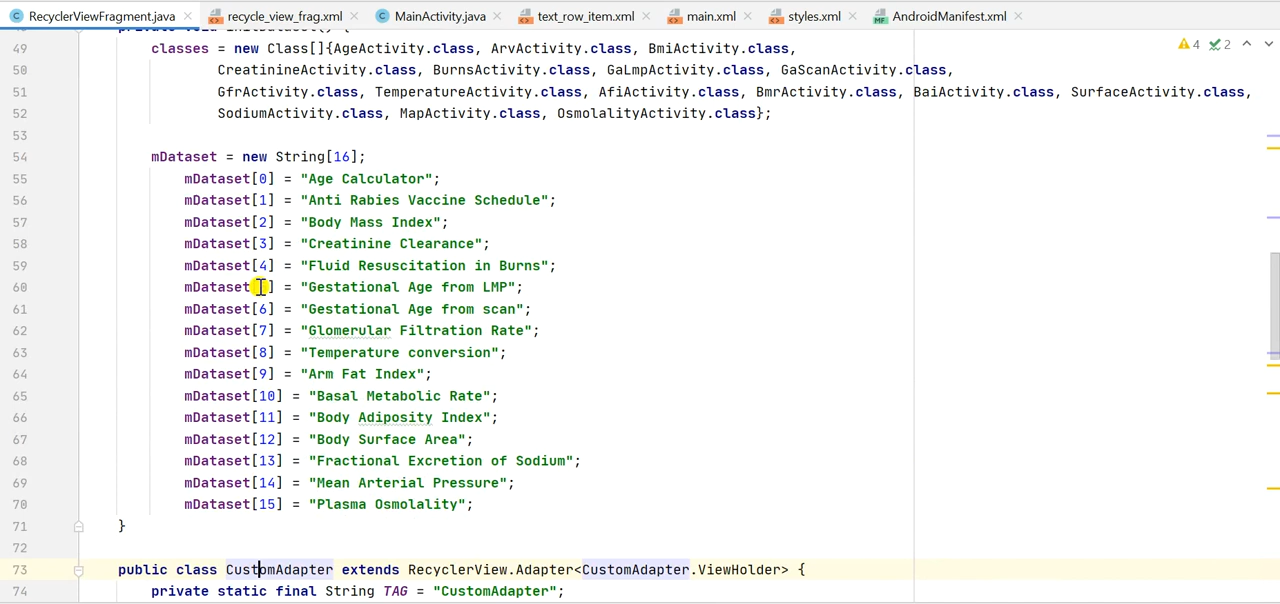 RecyclerViewFragment.java recycle_view_frag.xml MainActivity.java text_row_item.xml main.xml styles.xml AndroidManifest.xml
4 2
49 classes = new Class[]{AgeActivity.class, ArvActivity.class, BmiActivity.class,
50 CreatinineActivity.class, BurnsActivity.class, GaLmpActivity.class, GaScanActivity.class,
51 GfrActivity.class, TemperatureActivity.class, AfiActivity.class, BmrActivity.class, BaiActivity.class, SurfaceActivity.class,
52 SodiumActivity.class, MapActivity.class, OsmolalityActivity.class};
53
54 mDataset = new String[16];
55 mDataset[0] = "Age Calculator";
56 mDataset[1] = "Anti Rabies Vaccine Schedule";
57 mDataset[2] = "Body Mass Index";
58 mDataset[3] = "Creatinine Clearance";
59 mDataset[4] = "Fluid Resuscitation in Burns";
60 mDataset[ ] = "Gestational Age from LMP";
61 mDataset[6] = "Gestational Age from scan";
62 mDataset[7] = "Glomerular Filtration Rate";
63 mDataset[8] = "Temperature conversion";
64 mDataset[9] = "Arm Fat Index";
65 mDataset[10] = "Basal Metabolic Rate";
66 mDataset[11] = "Body Adiposity Index";
67 mDataset[12] = "Body Surface Area";
68 mDataset[13] = "Fractional Excretion of Sodium";
69 mDataset[14] = "Mean Arterial Pressure";
70 mDataset[15] = "Plasma Osmolality";
71 }
72
73 public class CustomAdapter extends RecyclerView.Adapter<CustomAdapter.ViewHolder> {
74 private static final String TAG = "CustomAdapter";